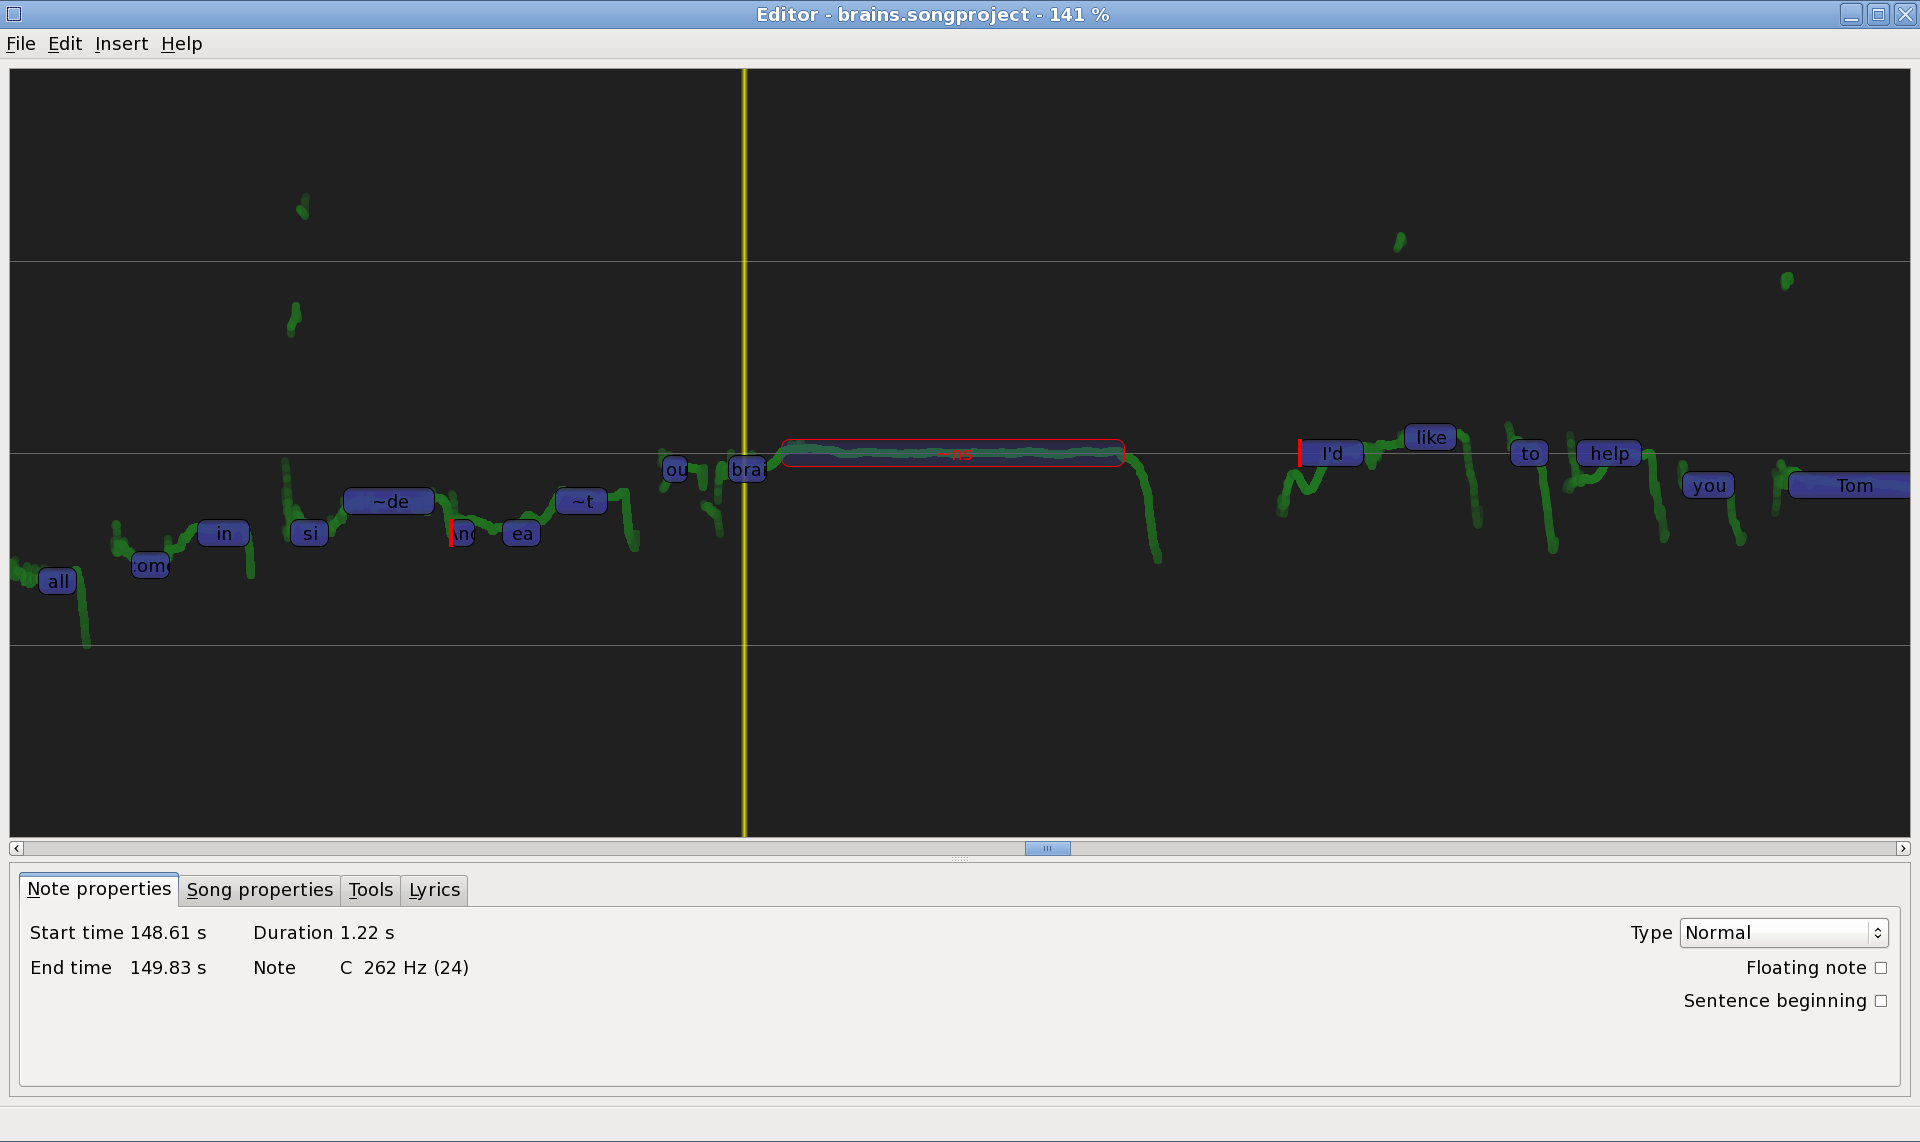 Editor - brains.songproject - 141 %
File Edit Insert Help
all in si ~de ea ~t ou brai ~ns I'd like to help you Tom
Note properties Song properties Tools Lyrics
Start time 148.61 s Duration 1.22 s Type Normal
End time 149.83 s Note C 262 Hz (24) Floating note
Sentence beginning